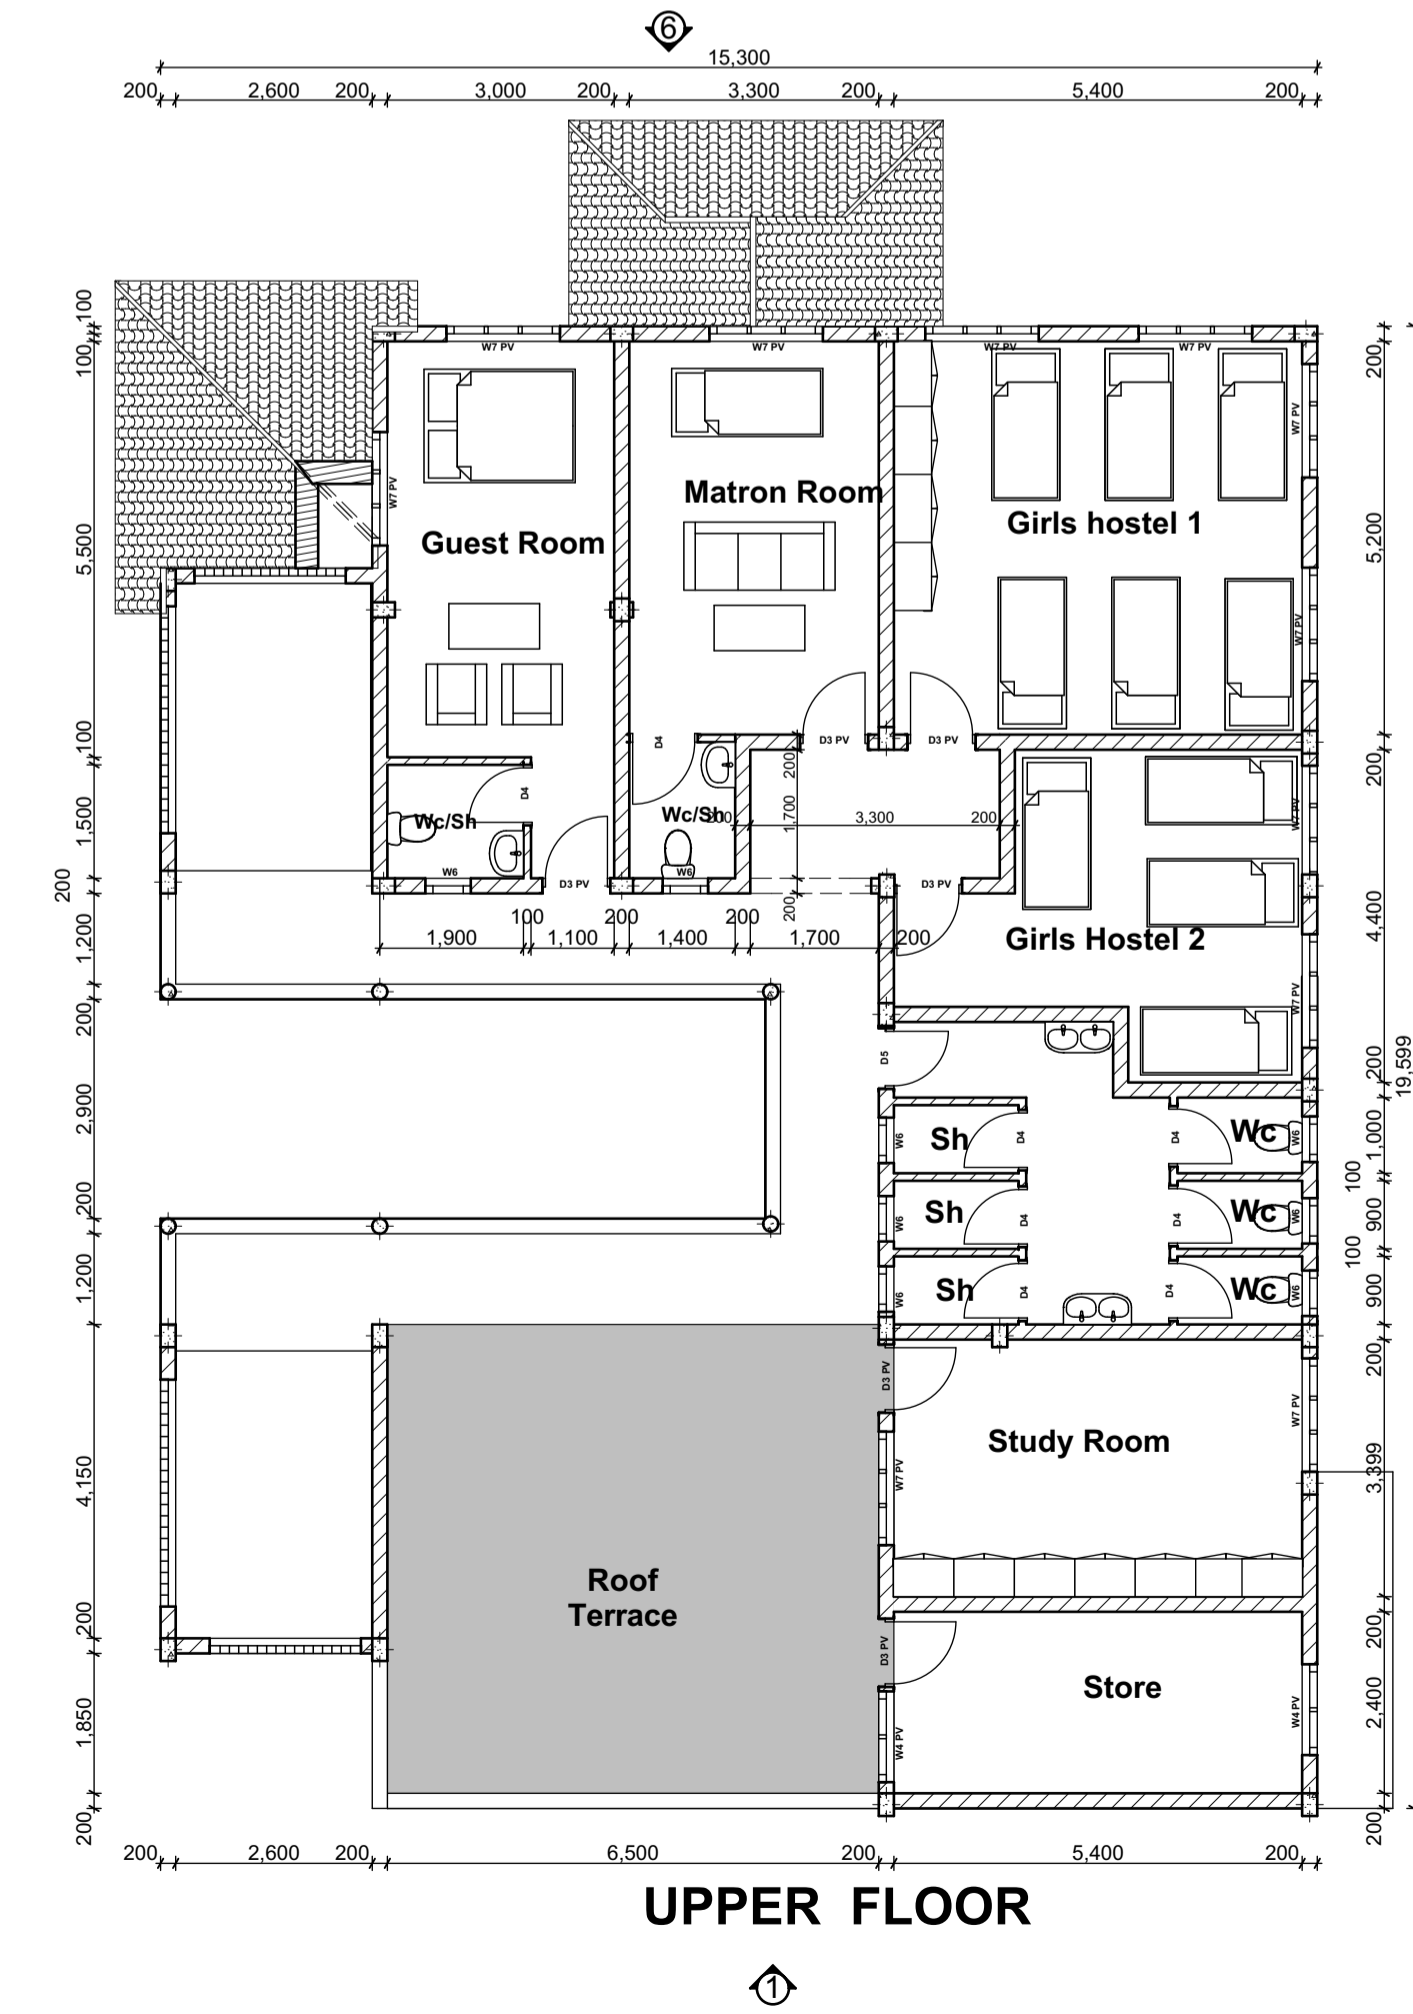 6
15,300
200 2,600 200 3,000 200 3,300 200 5,400 200
100
100
5,500
100
1,500
200
1,200
200
2,900
200
1,200
4,150
200
1,850
200
W7 PV
W7 PV
W7 PV
W7 PV
W7 PV
W7 PV
W7 PV
Guest Room
Matron Room
Girls hostel 1
D4
D3 PV
D3 PV
D4
Wc/Sh
Wc/Sh
200
200
1,700
3,300
200
200
W6
W6
D3 PV
D3 PV
100 200 200
1,900 1,100 1,400 1,700 200
W7 PV
Girls Hostel 2
W7 PV
D5
W6
Sh
D4
D4
Wc
W6
W6
Sh
D4
D4
Wc
W6
W6
Sh
D4
D4
Wc
W6
D3 PV
W7 PV
Study Room
W7 PV
Roof
Terrace
D3 PV
Store
W4 PV
W4 PV
200
5,200
200
4,400
200
1,000
100
900
100
900
200
3,399
200
2,400
200
19,599
200 2,600 200 6,500 200 5,400 200
UPPER FLOOR
1